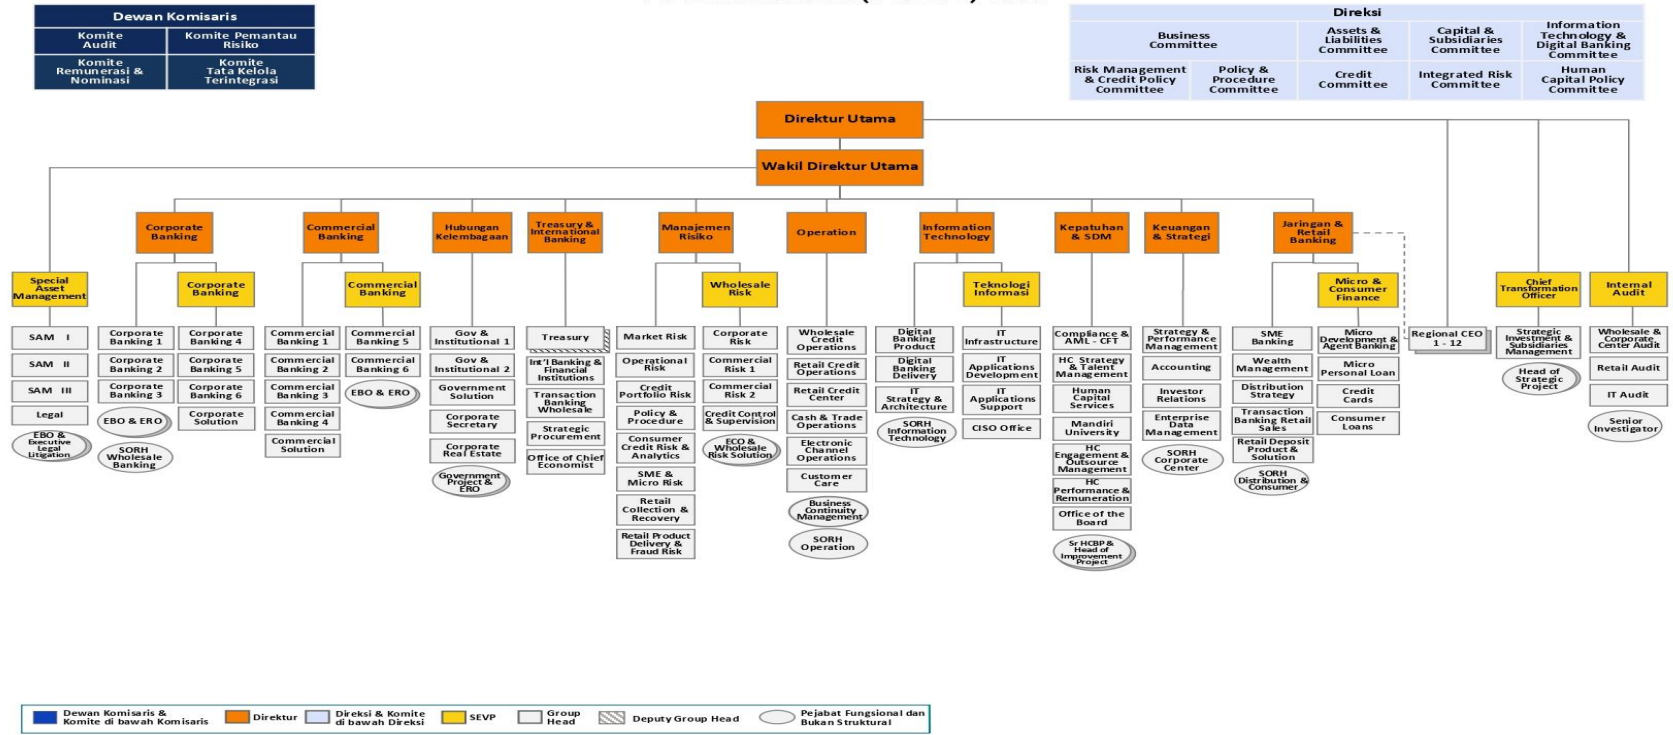 Dewan Komisaris
Komite
Audit
Komite Pemantau
Risiko
Komite
Remunerasi &
Nominasi
Komite
Tata Kelola
Terintegrasi
Direksi
Business
Committee
Assets &
Liabilities
Committee
Capital &
Subsidiaries
Committee
Information
Technology &
Digital Banking
Committee
Risk Management
& Credit Policy
Committee
Policy &
Procedure
Committee
Credit
Committee
Integrated Risk
Committee
Human
Capital Policy
Committee
Direktur Utama
Wakil Direktur Utama
Corporate
Banking
Commercial
Banking
Hubungan
Kelembagaan
Treasury &
International
Banking
Manajemen
Risiko
Operation
Information
Technology
Kepatuhan
& SDM
Keuangan
& Strategi
Jaringan &
Retail
Banking
Special
Asset
Management
Corporate
Banking
Commercial
Banking
Wholesale
Risk
Teknologi
Informasi
Micro &
Consumer
Finance
Chief
Transformation
Officer
Internal
Audit
SAM I
SAM II
SAM III
Legal
EBO &
Executive
Legal
Litigation
Corporate
Banking 1
Corporate
Banking 2
Corporate
Banking 3
EBO & ERO
SORH
Wholesale
Banking
Corporate
Banking 4
Corporate
Banking 5
Corporate
Banking 6
Corporate
Solution
Commercial
Banking 1
Commercial
Banking 2
Commercial
Banking 3
Commercial
Banking 4
Commercial
Solution
Commercial
Banking 5
Commercial
Banking 6
EBO & ERO
Gov &
Institutional 1
Gov &
Institutional 2
Government
Solution
Corporate
Secretary
Corporate
Real Estate
Government
Project &
ERO
Treasury
Int'l Banking &
Financial
Institutions
Transaction
Banking
Wholesale
Strategic
Procurement
Office of Chief
Economist
Market Risk
Operational
Risk
Credit
Portfolio Risk
Policy &
Procedure
Consumer
Credit Risk &
Analytics
SME &
Micro Risk
Retail
Collection &
Recovery
Retail Product
Delivery &
Fraud Risk
Corporate
Risk
Commercial
Risk 1
Commercial
Risk 2
Credit Control
& Supervision
ECO &
Wholesale
Risk Solution
Wholesale
Credit
Operations
Retail Credit
Operations
Retail Credit
Center
Cash & Trade
Operations
Electronic
Channel
Operations
Customer
Care
Business
Continuity
Management
SORH
Operation
Digital
Banking
Product
Digital
Banking
Delivery
IT
Strategy &
Architecture
SORH
Information
Technology
IT
Infrastructure
IT
Applications
Development
IT
Applications
Support
CISO Office
Compliance &
AML - CFT
HC Strategy
& Talent
Management
Human
Capital
Services
Mandiri
University
HC
Engagement &
Outsource
Management
HC
Performance &
Remuneration
Office of the
Board
Sr HCBP &
Head of
Improvement
Project
Strategy &
Performance
Management
Accounting
Investor
Relations
Enterprise
Data
Management
SORH
Corporate
Center
SME
Banking
Wealth
Management
Distribution
Strategy
Transaction
Banking Retail
Sales
Retail Deposit
Product &
Solution
SORH
Distribution &
Consumer
Micro
Development &
Agent Banking
Micro
Personal Loan
Credit
Cards
Consumer
Loans
Regional CEO
1 - 12
Strategic
Investment &
Subsidiaries
Management
Head of
Strategic
Project
Wholesale &
Corporate
Center Audit
Retail Audit
IT Audit
Senior
Investigator
Dewan Komisaris &
Komite di bawah Komisaris
Direktur
Direksi & Komite
di bawah Direksi
SEVP
Group
Head
Deputy Group Head
Pejabat Fungsional dan
Bukan Struktural